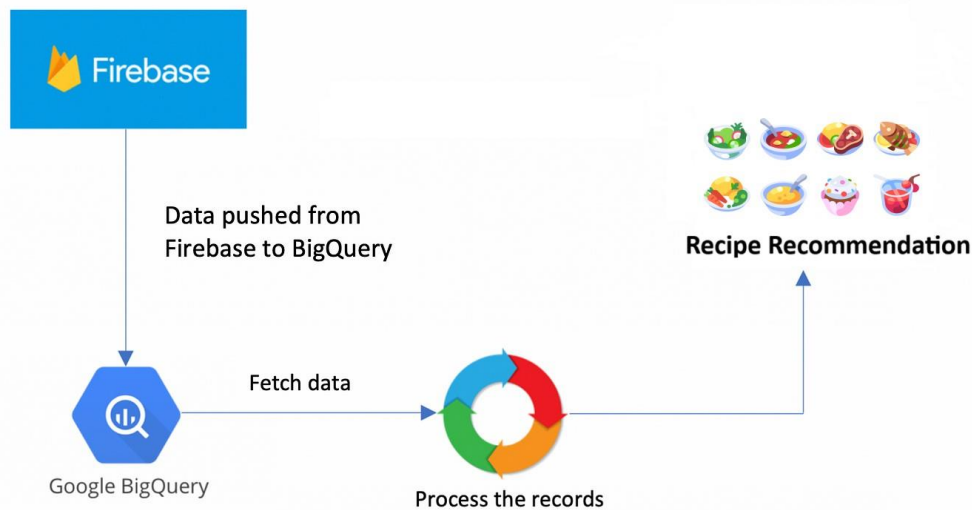 Firebase
Data pushed from
Firebase to BigQuery
Recipe Recommendation
Fetch data
Google BigQuery
Process the records